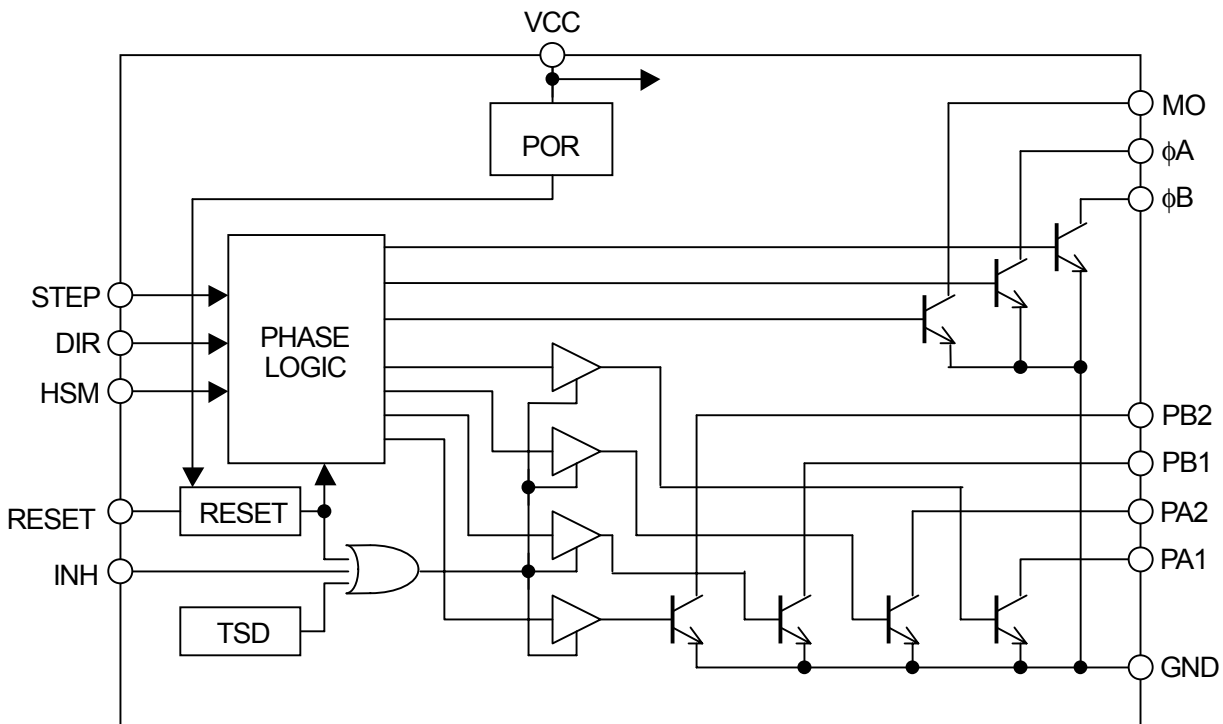 VCC
POR
MO
ϕA
ϕB
STEP
DIR
HSM
PHASE
LOGIC
PB2
PB1
RESET
RESET
PA2
INH
PA1
TSD
GND